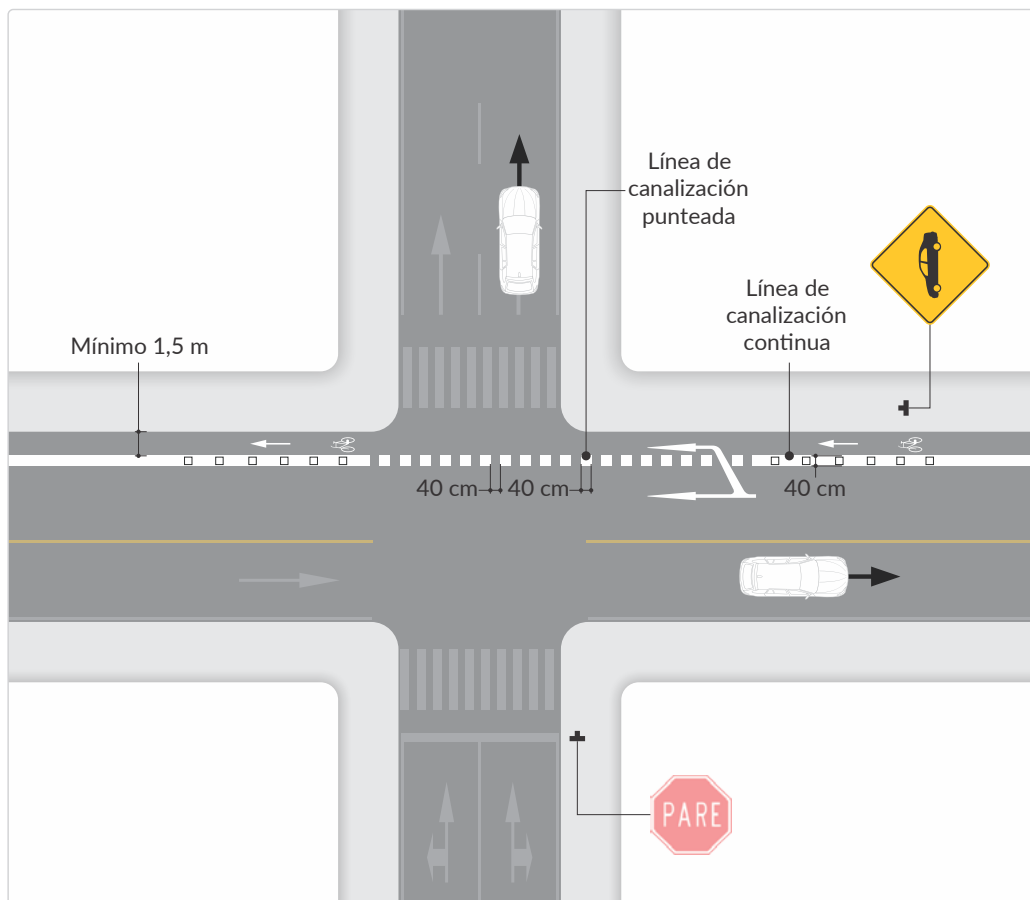 Línea de
canalización
punteada
Línea de
canalización
continua
Mínimo 1,5 m
40 cm
40 cm
40 cm
PARE